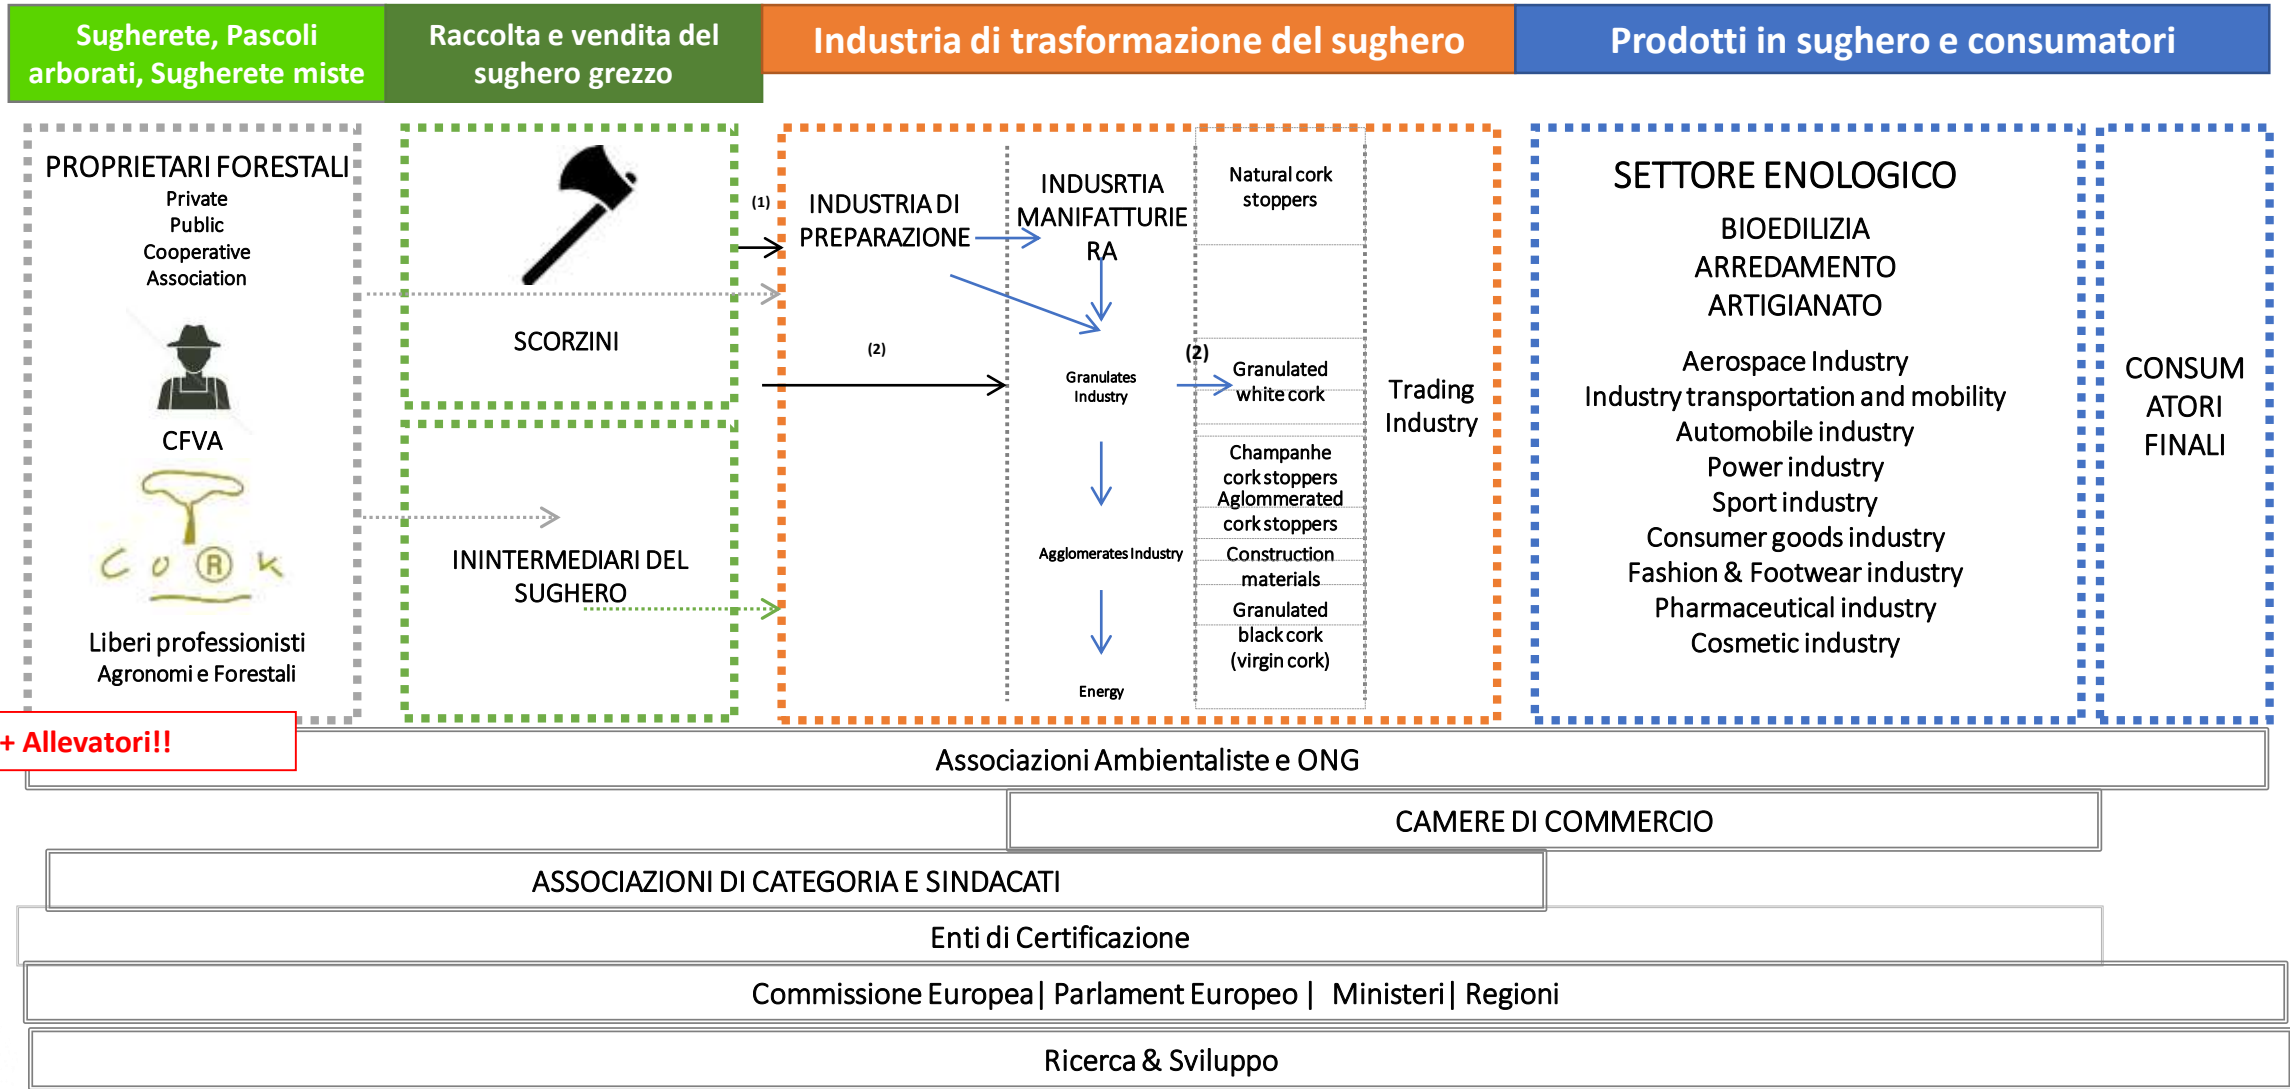 Sugherete, Pascoli
arborati, Sugherete miste
Raccolta e vendita del
sughero grezzo
Industria di trasformazione del sughero
Prodotti in sughero e consumatori
PROPRIETARI FORESTALI
Private
Public
Cooperative
Association
CFVA
CoRk
Liberi professionisti
Agronomi e Forestali
+ Allevatori!!
SCORZINI
ININTERMEDIARI DEL
SUGHERO
(1)
INDUSTRIA DI
PREPARAZIONE
(2)
INDUSRTIA
MANIFATTURIE
RA
Granulates
Industry
Agglomerates Industry
Energy
(2)
Natural cork
stoppers
Granulated
white cork
Champanhe
cork stoppers
Aglommerated
cork stoppers
Construction
materials
Granulated
black cork
(virgin cork)
Trading
Industry
SETTORE ENOLOGICO
BIOEDILIZIA
ARREDAMENTO
ARTIGIANATO
Aerospace Industry
Industry transportation and mobility
Automobile industry
Power industry
Sport industry
Consumer goods industry
Fashion & Footwear industry
Pharmaceutical industry
Cosmetic industry
CONSUM
ATORI
FINALI
Associazioni Ambientaliste e ONG
CAMERE DI COMMERCIO
ASSOCIAZIONI DI CATEGORIA E SINDACATI
Enti di Certificazione
Commissione Europea| Parlament Europeo | Ministeri| Regioni
Ricerca & Sviluppo